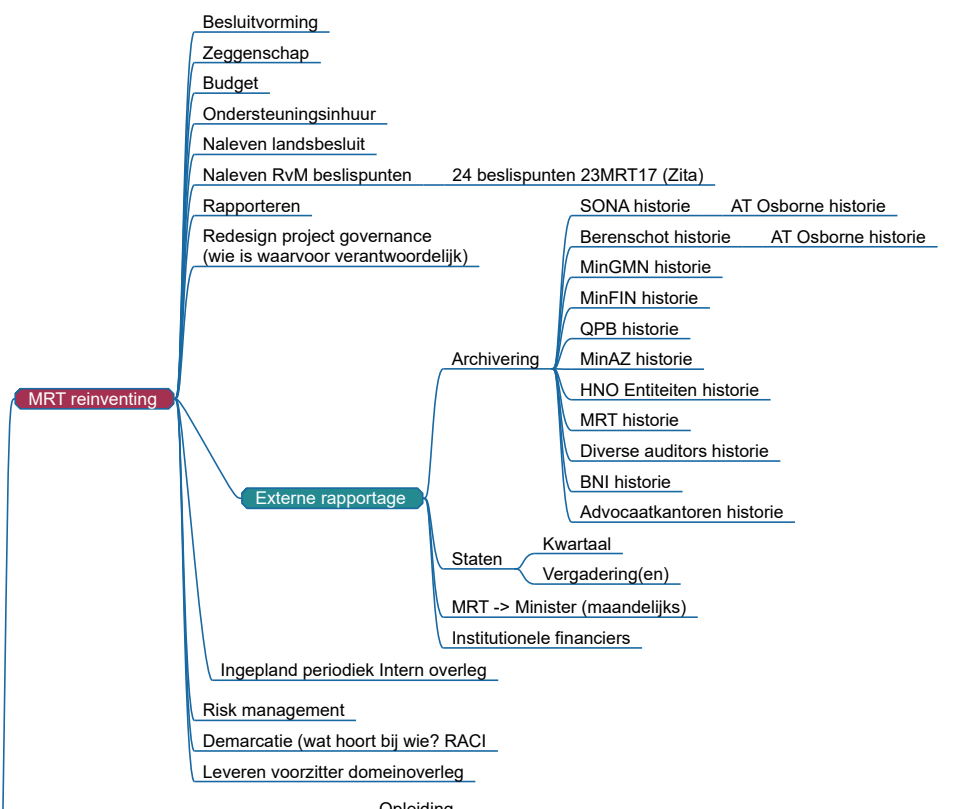 Besluitvorming
Zeggenschap
Budget
Ondersteuningsinhuur
Naleven landsbesluit
Naleven RvM beslispunten
24 beslispunten 23MRT17 (Zita)
Rapporteren
Redesign project governance
(wie is waarvoor verantwoordelijk)
MRT reinventing
Externe rapportage
Archivering
SONA historie
AT Osborne historie
Berenschot historie
AT Osborne historie
MinGMN historie
MinFIN historie
QPB historie
MinAZ historie
HNO Entiteiten historie
MRT historie
Diverse auditors historie
BNI historie
Advocaatkantoren historie
Staten
Kwartaal
Vergadering(en)
MRT -> Minister (maandelijks)
Institutionele financiers
Ingepland periodiek Intern overleg
Risk management
Demarcatie (wat hoort bij wie? RACI
Leveren voorzitter domeinoverleg
Opleiding